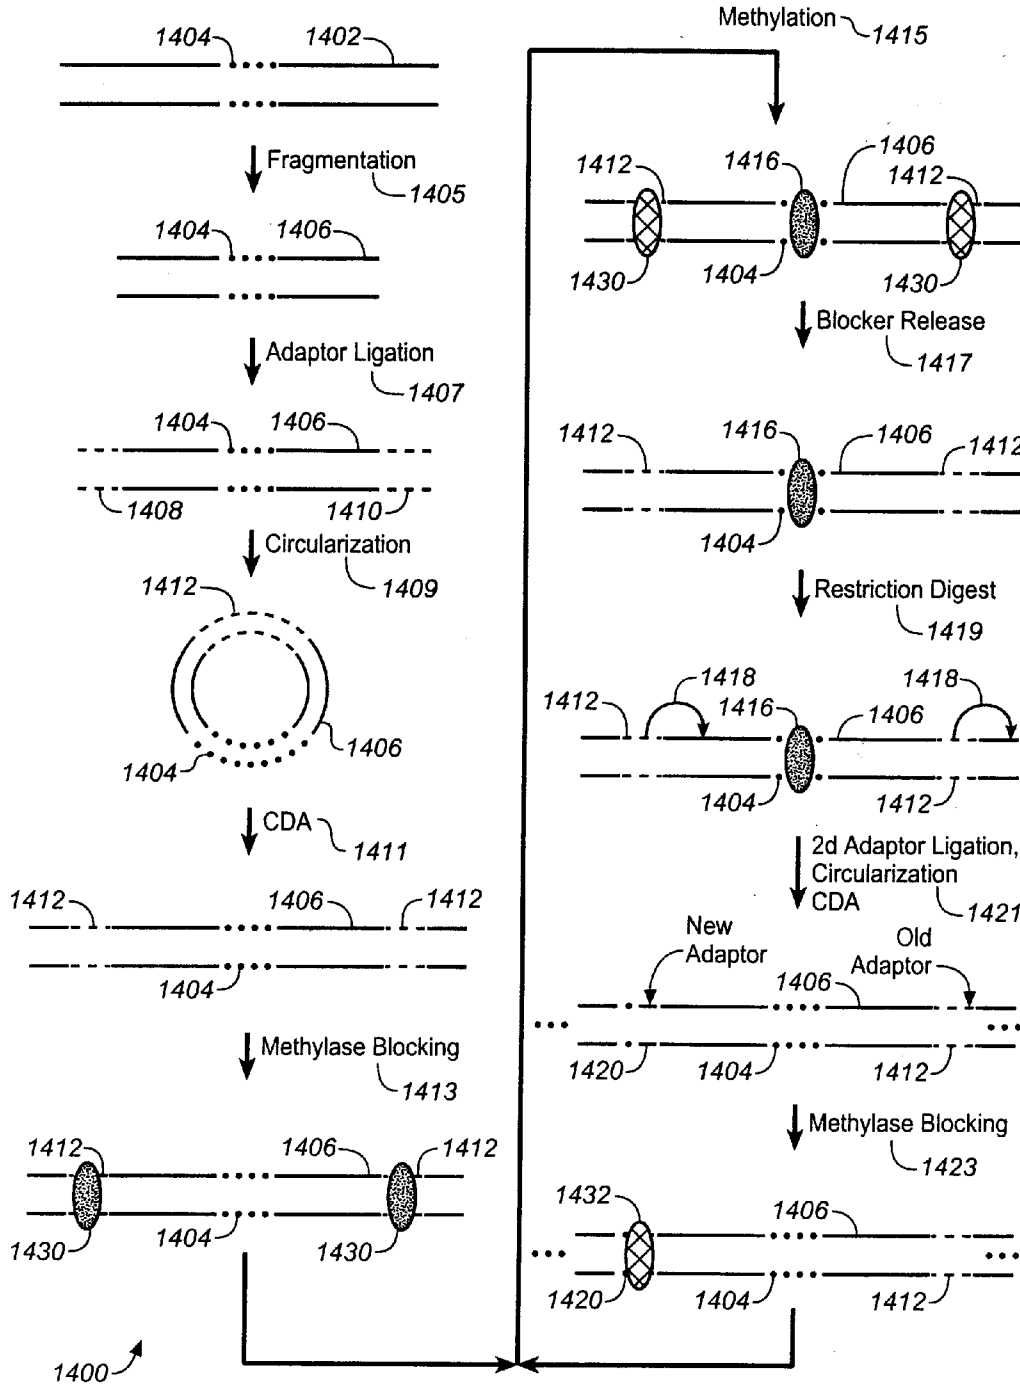 1404 1402
Fragmentation
1405
1404 1406
Adaptor Ligation
1407
1404 1406
1408 1410
Circularization
1409
1412
1406
1404
CDA
1411
1412 1406 1412
1404
Methylase Blocking
1413
1412 1406 1412
1430 1404 1430
1400
Methylation
1415
1406
1412 1416 1412
1430 1404 1430
Blocker Release
1417
1412 1416 1406 1412
1404
Restriction Digest
1419
1418 1418
1412 1416 1406
1404 1412
2d Adaptor Ligation,
Circularization
CDA
1421
New
Adaptor
Old
Adaptor
1406
1420 1404 1412
Methylase Blocking
1423
1432 1406
1420 1404 1412